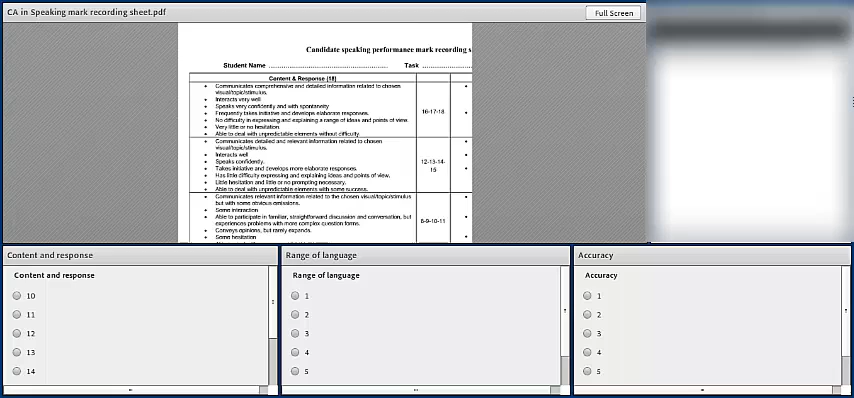 CA in Speaking mark recording sheet.pdf
Full Screen
Candidate speaking performance mark recording s
Student Name
Task
Content & Response (18)
Communicates comprehensive and detailed information related to chosen
visual/topic/stimulus.
Interacts very well
Speaks very confidently and with spontaneity
Frequently takes initiative and develops elaborate responses.
No difficulty in expressing and explaining a range of ideas and points of view.
Very little or no hesitation.
Able to deal with unpredictable elements without difficulty.
16-17-18
Communicates detailed and relevant information related to chosen
visual/topic/stimulus.
Interacts well
Speaks confidently.
Takes initiative and develops more elaborate responses.
Has little difficulty expressing and explaining ideas and points of view.
Little hesitation and little or no prompting necessary.
Able to deal with unpredictable elements with some success.
12-13-14-
15
Communicates relevant information related to the chosen visual/topic/stimulus
but with some obvious omissions.
Some interaction
Able to participate in familiar, straightforward discussion and conversation, but
experiences problems with more complex question forms.
Conveys opinions, but rarely expands.
Some hesitation
8-9-10-11
Content and response
Content and response
10
11
12
13
14
Range of language
Range of language
1
2
3
4
5
Accuracy
Accuracy
1
2
3
4
5